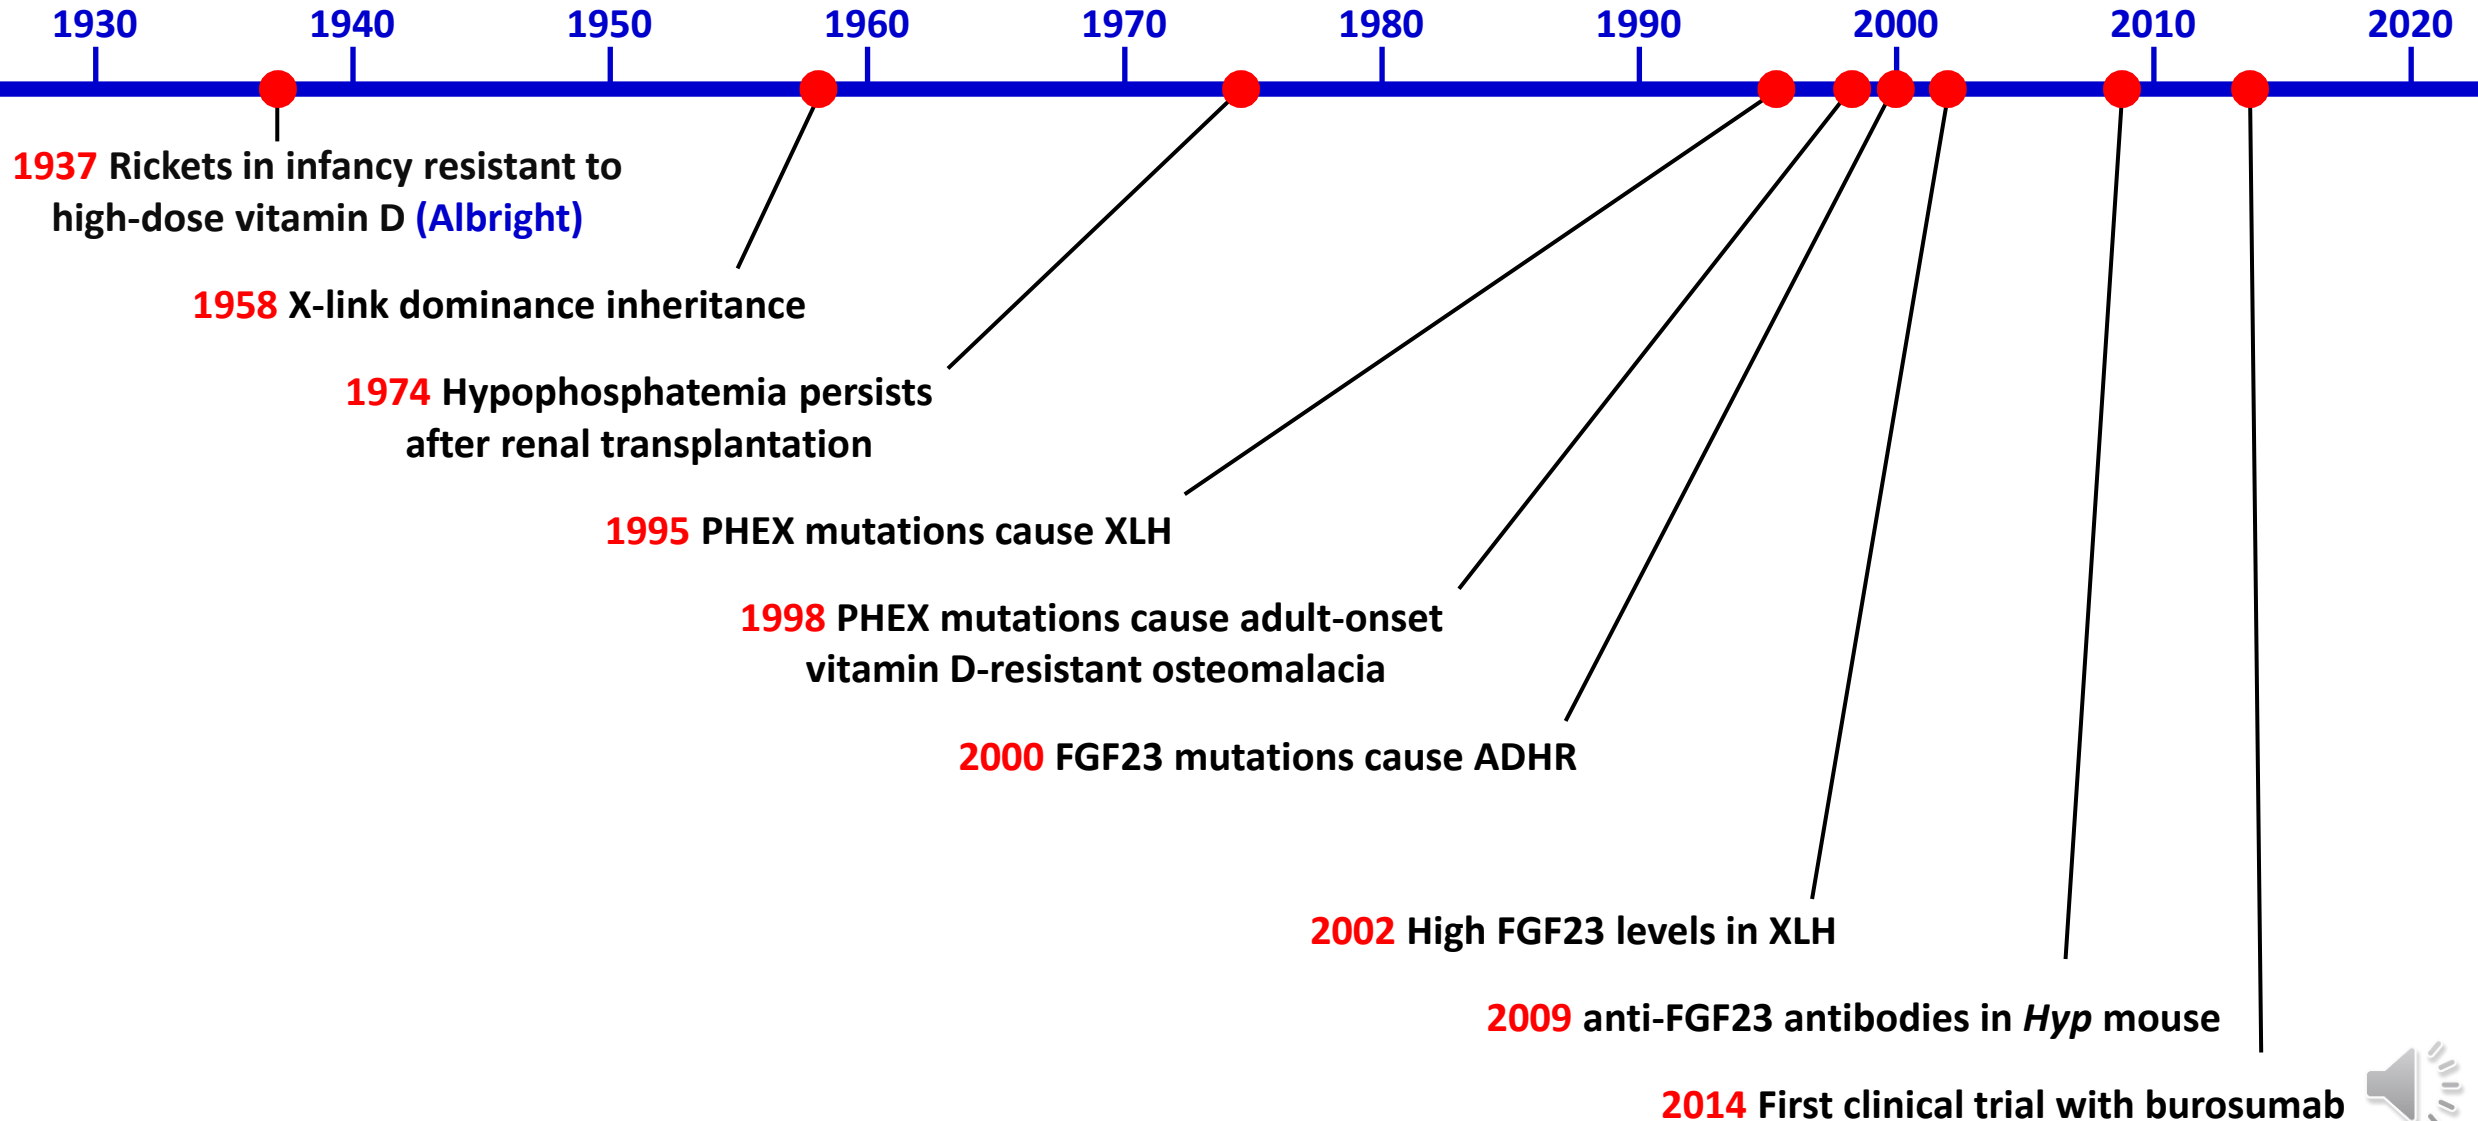 1930 1940 1950 1960 1970 1980 1990 2000 2010 2020
1937 Rickets in infancy resistant to
high-dose vitamin D (Albright)
1958 X-link dominance inheritance
1974 Hypophosphatemia persists
after renal transplantation
1995 PHEX mutations cause XLH
1998 PHEX mutations cause adult-onset
vitamin D-resistant osteomalacia
2000 FGF23 mutations cause ADHR
2002 High FGF23 levels in XLH
2009 anti-FGF23 antibodies in Hyp mouse
2014 First clinical trial with burosumab